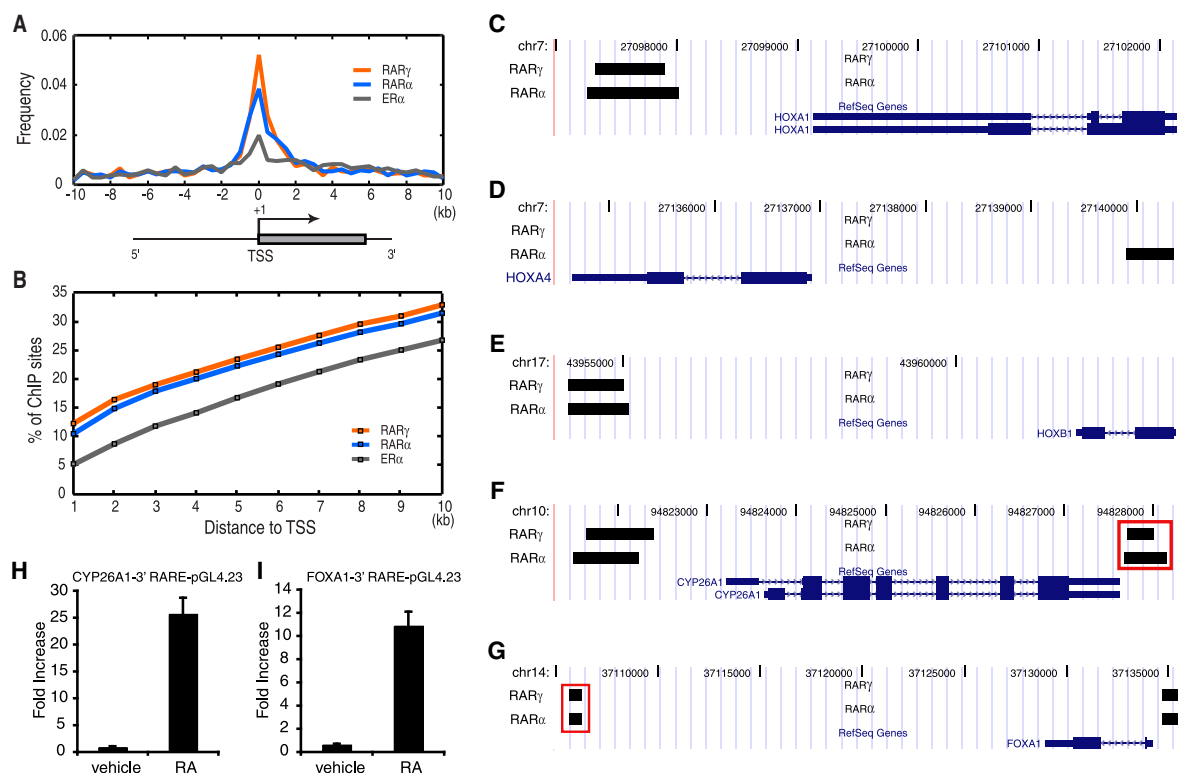 A
0.06
0.04
0.02
0
Frequency
RARγ
RARα
ERα
-10 -8 -6 -4 -2 0 2 4 6 8 10
(kb)
+1
5'
TSS
3'
B
35
30
25
20
15
10
5
0
% of ChIP sites
RARγ
RARα
ERα
1 2 3 4 5 6 7 8 9 10
Distance to TSS
(kb)
H
CYP26A1-3' RARE-pGL4.23
30
25
20
15
10
5
0
Fold Increase
vehicle RA
I
FOXA1-3' RARE-pGL4.23
14
12
10
8
6
4
2
0
Fold Increase
vehicle RA
C
chr7: 27098000 27099000 27100000 27101000 27102000
RARγ
RARγ
RARα
RARα
RefSeq Genes
HOXA1
HOXA1
D
chr7: 27136000 27137000 27138000 27139000 27140000
RARγ
RARγ
RARα
RARα
RefSeq Genes
HOXA4
E
chr17: 43955000 43960000
RARγ
RARγ
RARα
RARα
RefSeq Genes
HOXB1
F
chr10: 94823000 94824000 94825000 94826000 94827000 94828000
RARγ
RARγ
RARα
RARα
RefSeq Genes
CYP26A1
CYP26A1
G
chr14: 37110000 37115000 37120000 37125000 37130000 37135000
RARγ
RARγ
RARα
RARα
RefSeq Genes
FOXA1